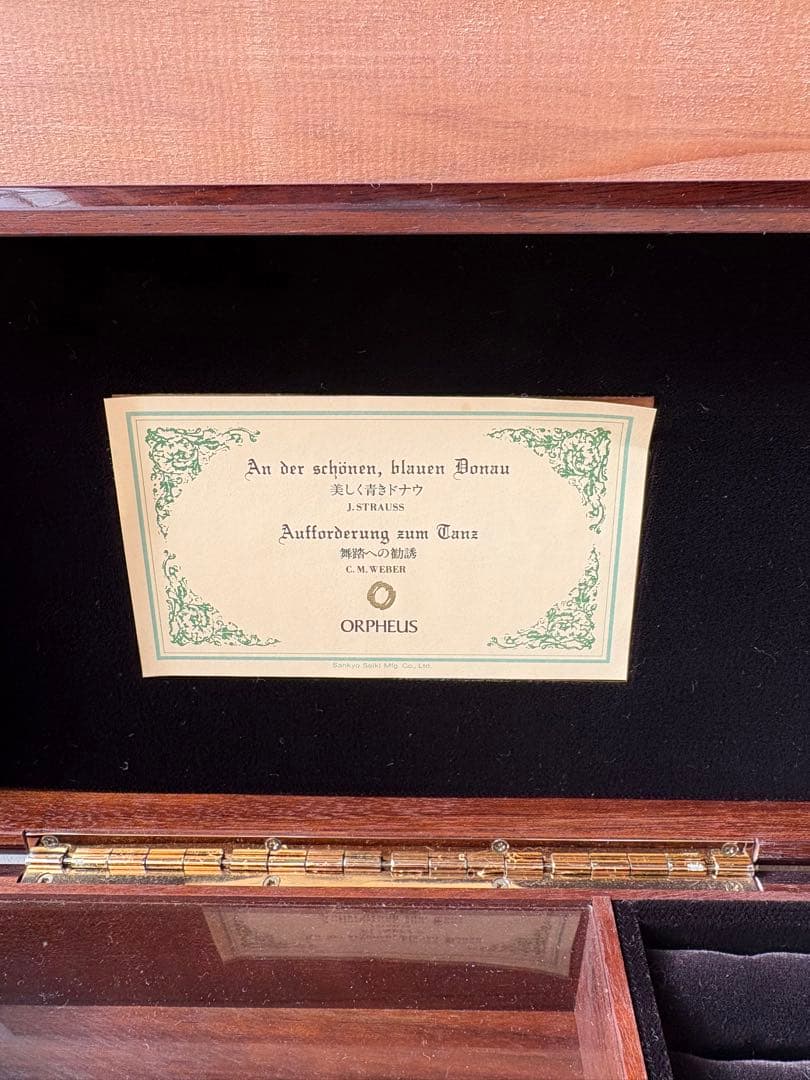 An der schönen, blauen Donau
美しく青きドナウ
J. STRAUSS
Aufforderung zum Tanz
舞踏への勧誘
C. M. WEBER
ORPHEUS
Sankyo Seiki Mfg. Co., Ltd.